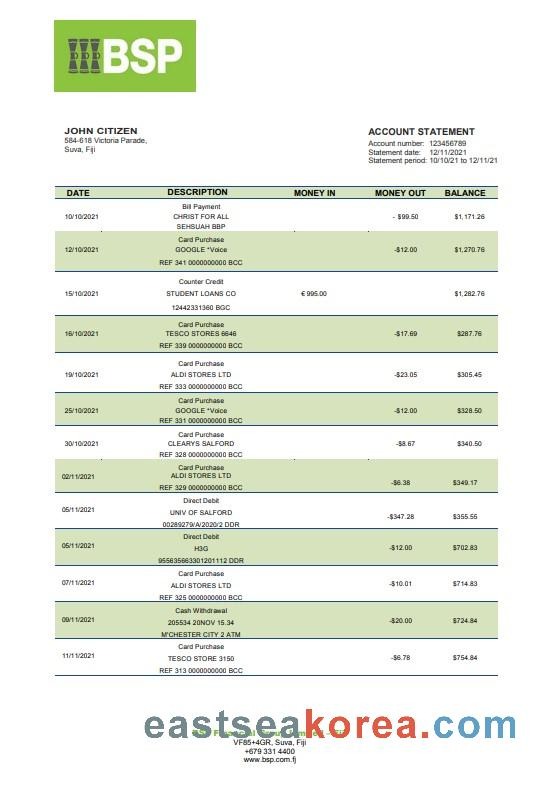 BSP
JOHN CITIZEN
584-618 Victoria Parade,
Suva, Fiji
ACCOUNT STATEMENT
Account number: 123456789
Statement date: 12/11/2021
Statement period: 10/10/21 to 12/11/21
DATE DESCRIPTION MONEY IN MONEY OUT BALANCE
Bill Payment
10/10/2021 CHRIST FOR ALL - $99.50 $1,171.26
SEHSUAH BBP
Card Purchase
12/10/2021 GOOGLE *Voice -$12.00 $1,270.76
REF 341 0000000000 BCC
Counter Credit
15/10/2021 STUDENT LOANS CO € 995.00 $1,282.76
12442331360 BGC
Card Purchase
16/10/2021 TESCO STORES 6646 -$17.69 $287.76
REF 339 0000000000 BCC
Card Purchase
19/10/2021 ALDI STORES LTD -$23.05 $305.45
REF 333 0000000000 BCC
Card Purchase
25/10/2021 GOOGLE *Voice -$12.00 $328.50
REF 331 0000000000 BCC
Card Purchase
30/10/2021 CLEARYS SALFORD -$8.67 $340.50
REF 328 0000000000 BCC
Card Purchase
02/11/2021 ALDI STORES LTD -$6.38 $349.17
REF 329 0000000000 BCC
Direct Debit
05/11/2021 UNIV OF SALFORD -$347.28 $355.55
00289279/A/2020/2 DDR
Direct Debit
05/11/2021 H3G -$12.00 $702.83
955635663301201112 DDR
Card Purchase
07/11/2021 ALDI STORES LTD -$10.01 $714.83
REF 325 0000000000 BCC
Cash Withdrawal
09/11/2021 205534 20NOV 15.34 -$20.00 $724.84
M'CHESTER CITY 2 ATM
Card Purchase
11/11/2021 TESCO STORE 3150 -$6.78 $754.84
REF 313 0000000000 BCC
eastseakorea.com
VF85+4GR, Suva, Fiji
+679 331 4400
www.bsp.com.fj